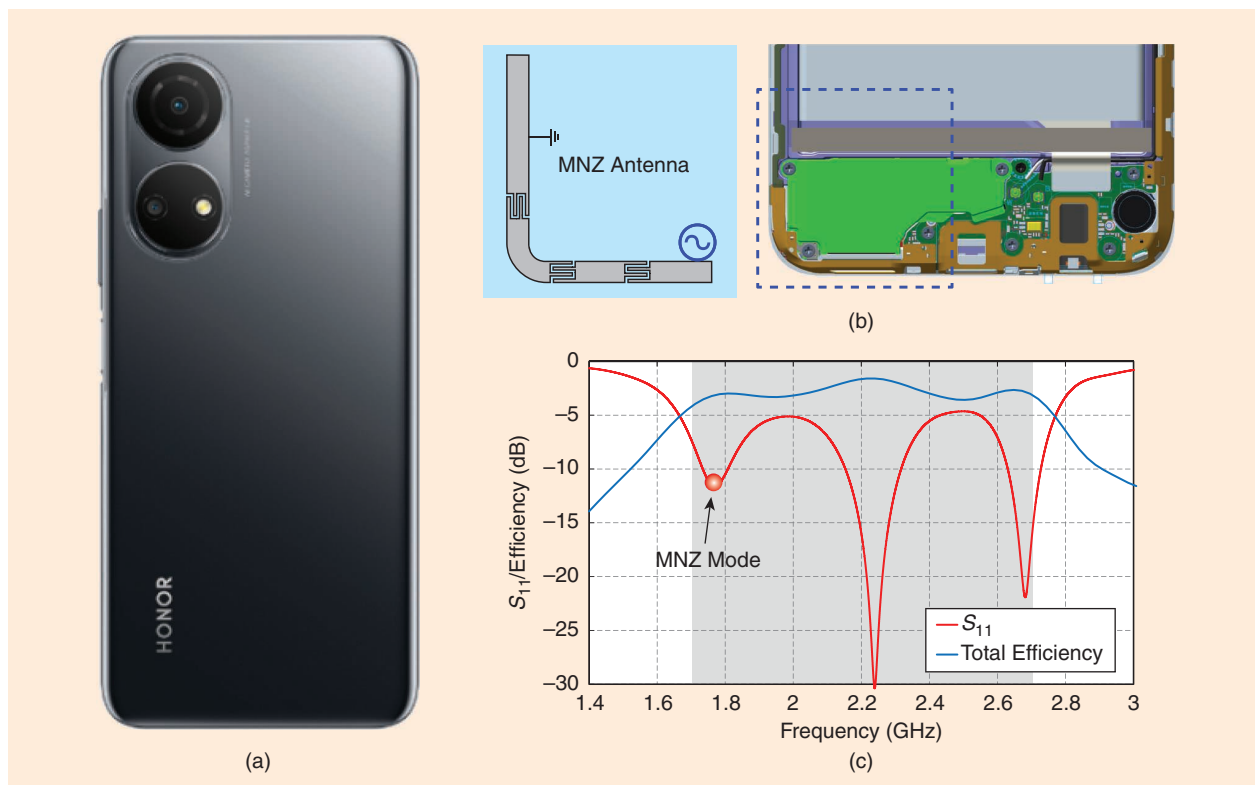 HONOR
(a)
MNZ Antenna
(b)
S11/Efficiency (dB)
0
–5
–10
–15
–20
–25
–30
1.4 1.6 1.8 2 2.2 2.4 2.6 2.8 3
Frequency (GHz)
MNZ Mode
S11
Total Efficiency
(c)